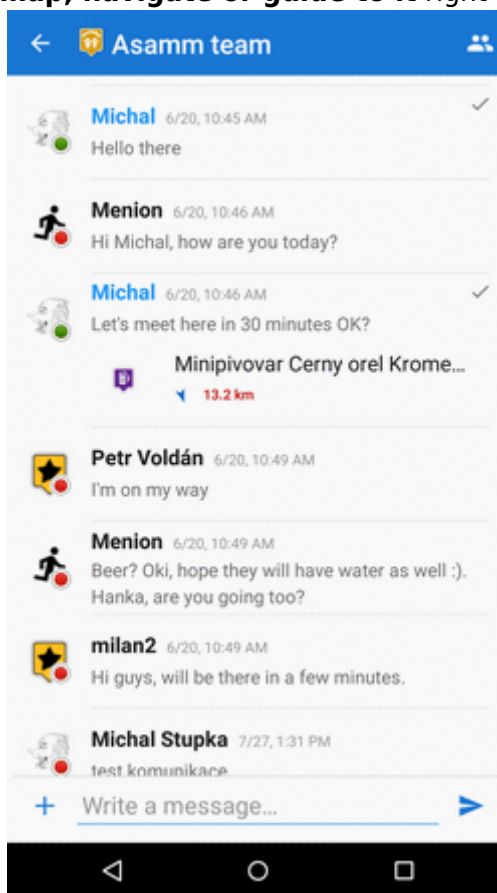 map, navigate or guide to it right
Asamm team
Michal 6/20, 10:45 AM
Hello there
Menion 6/20, 10:46 AM
Hi Michal, how are you today?
Michal 6/20, 10:46 AM
Let's meet here in 30 minutes OK?
Minipivovar Cerny orel Krome...
13.2 km
Petr Voldán 6/20, 10:49 AM
I'm on my way
Menion 6/20, 10:49 AM
Beer? Oki, hope they will have water as well :).
Hanka, are you going too?
milan2 6/20, 10:49 AM
Hi guys, will be there in a few minutes.
Michal Stupka 7/27, 1:31 PM
test komunikace
Write a message...